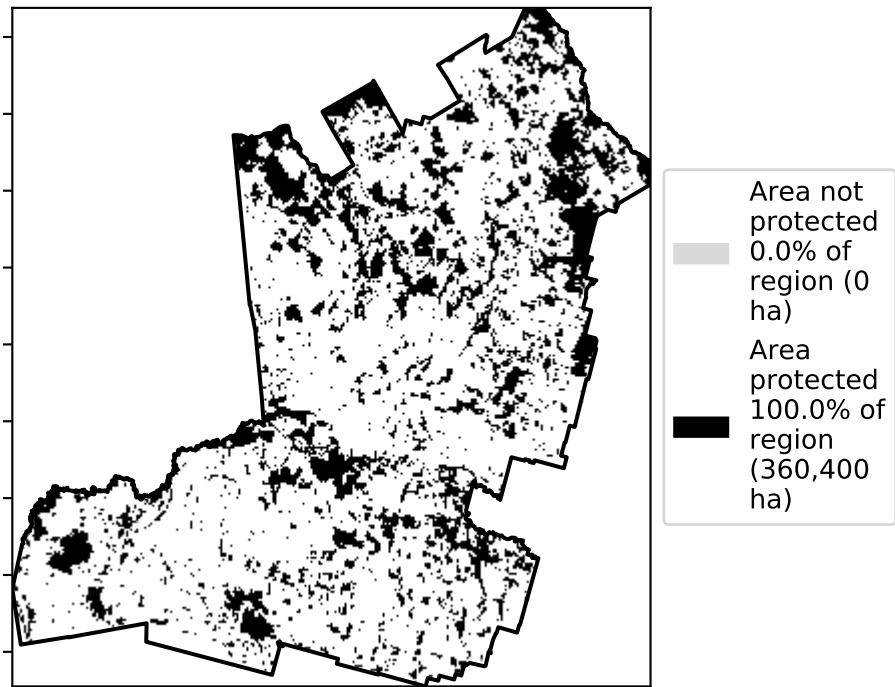 Area not
protected
0.0% of
region (0
ha)
Area
protected
100.0% of
region
(360,400
ha)